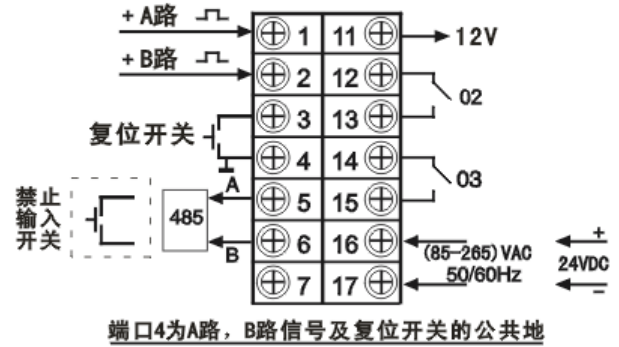 + A路
+ B路
复位开关
禁止
输入
开关
485
A
B
1 11
2 12
3 13
4 14
5 15
6 16
7 17
12V
02
03
(85-265)VAC
50/60Hz
+
24VDC
−
端口4为A路，B路信号及复位开关的公共地